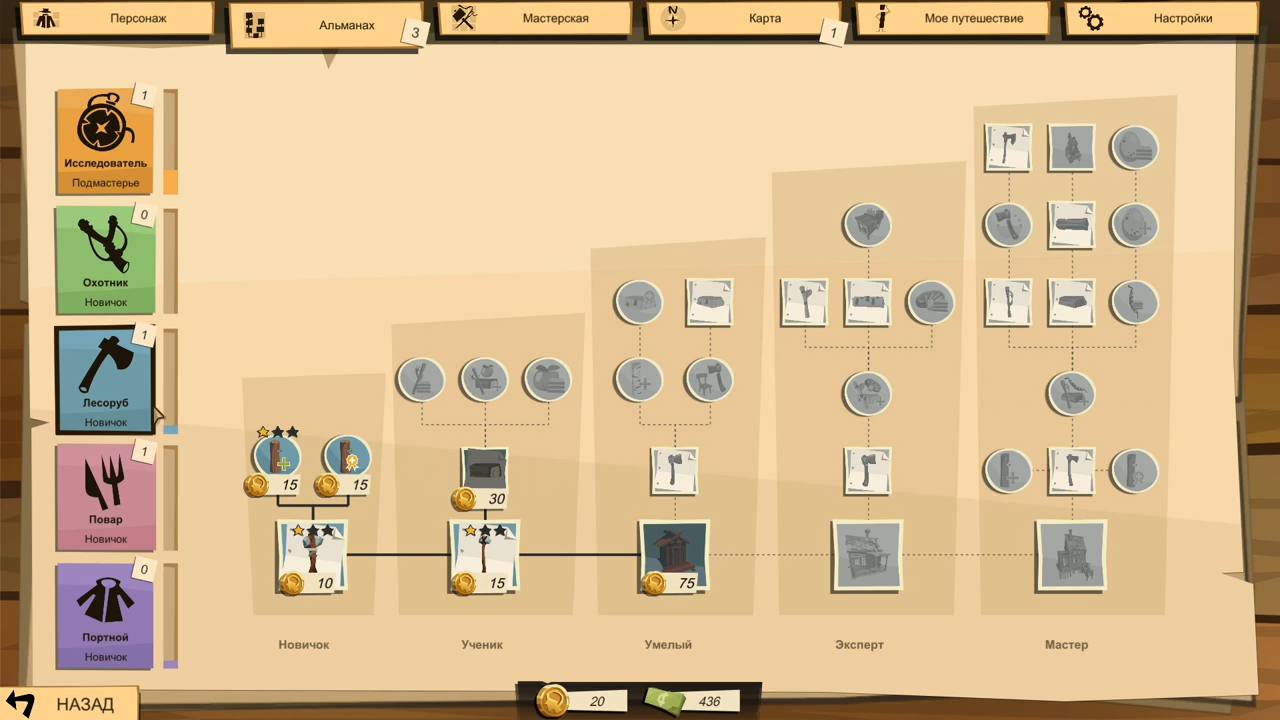 Персонаж
Альманах
3
Мастерская
N
Карта
1
Мое путешествие
Настройки
1
Исследователь
Подмастерье
0
Охотник
Новичок
1
Лесоруб
Новичок
1
Повар
Новичок
0
Портной
Новичок
15
15
30
10
15
75
Новичок
Ученик
Умелый
Эксперт
Мастер
НАЗАД
20
436